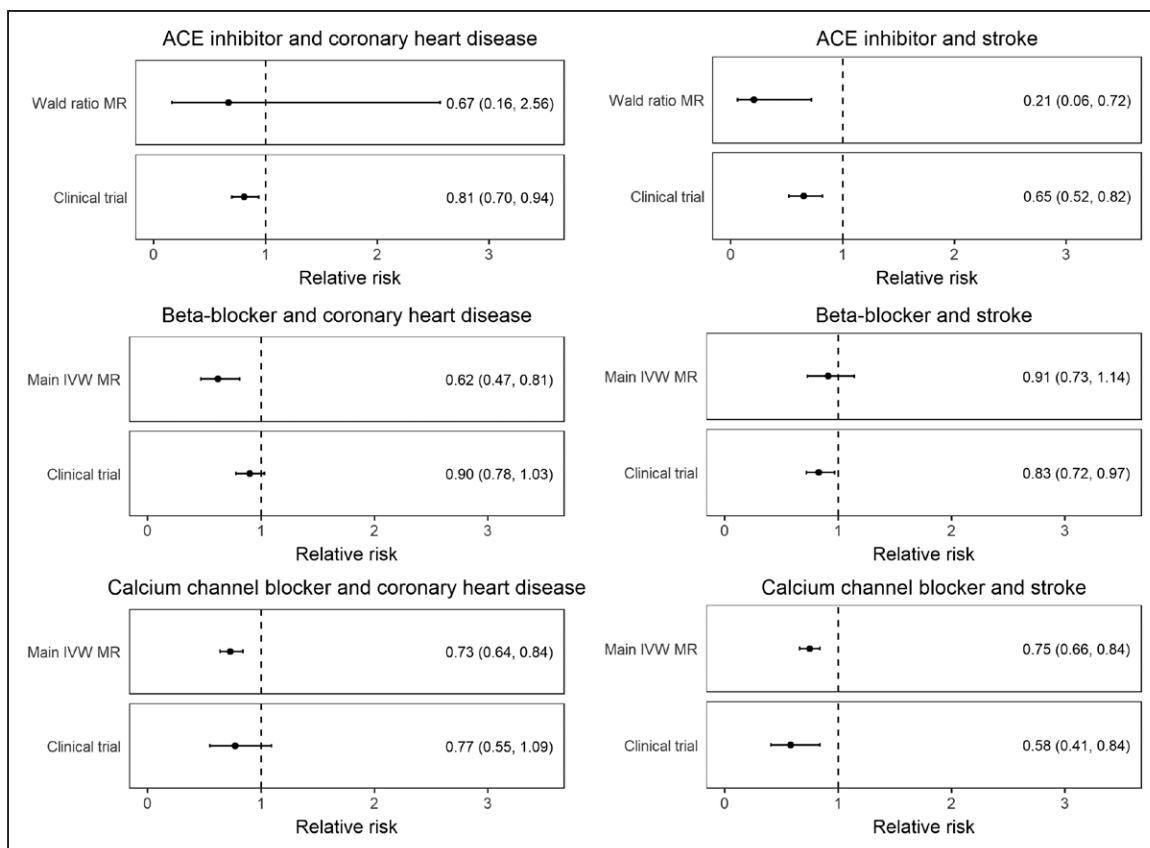 ACE inhibitor and coronary heart disease
Wald ratio MR
0.67 (0.16, 2.56)
Clinical trial
0.81 (0.70, 0.94)
0 1 2 3
Relative risk
ACE inhibitor and stroke
Wald ratio MR
0.21 (0.06, 0.72)
Clinical trial
0.65 (0.52, 0.82)
0 1 2 3
Relative risk
Beta-blocker and coronary heart disease
Main IVW MR
0.62 (0.47, 0.81)
Clinical trial
0.90 (0.78, 1.03)
0 1 2 3
Relative risk
Beta-blocker and stroke
Main IVW MR
0.91 (0.73, 1.14)
Clinical trial
0.83 (0.72, 0.97)
0 1 2 3
Relative risk
Calcium channel blocker and coronary heart disease
Main IVW MR
0.73 (0.64, 0.84)
Clinical trial
0.77 (0.55, 1.09)
0 1 2 3
Relative risk
Calcium channel blocker and stroke
Main IVW MR
0.75 (0.66, 0.84)
Clinical trial
0.58 (0.41, 0.84)
0 1 2 3
Relative risk